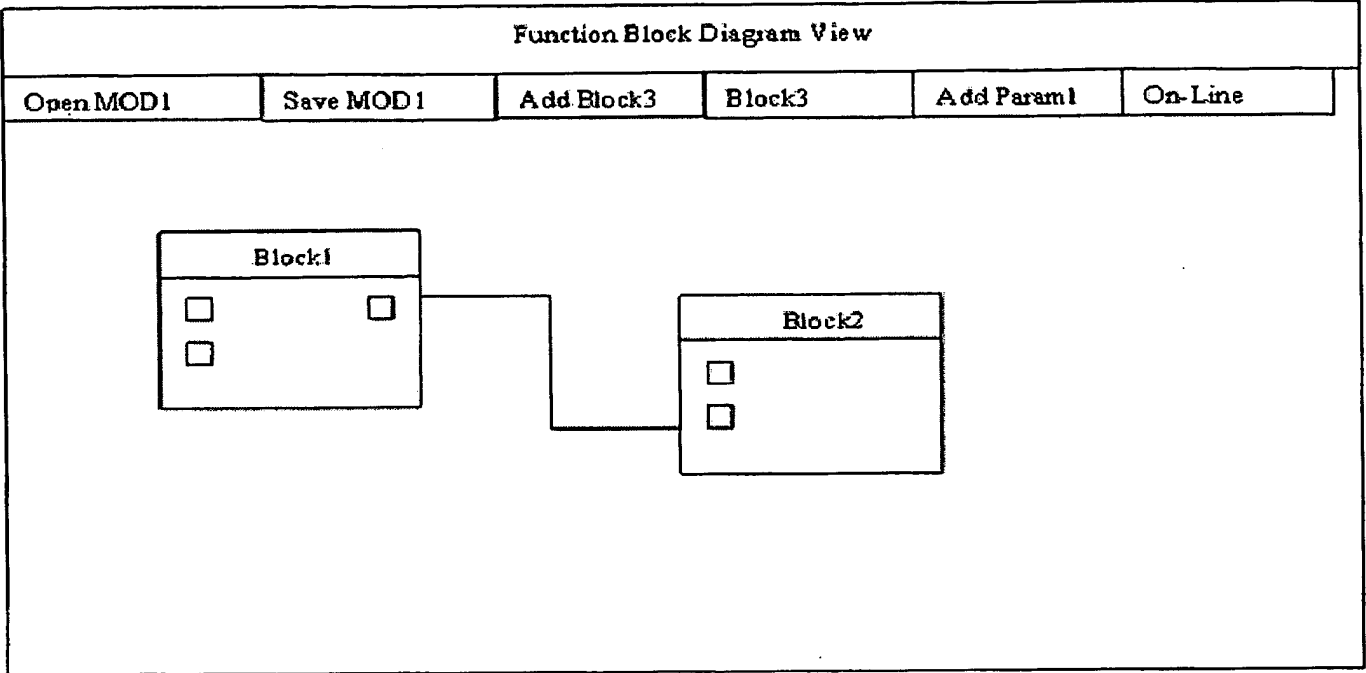 Function Block Diagram View
Open MOD1 Save MOD1 Add Block3 Block3 Add Param1 On-Line
Block1
Block2